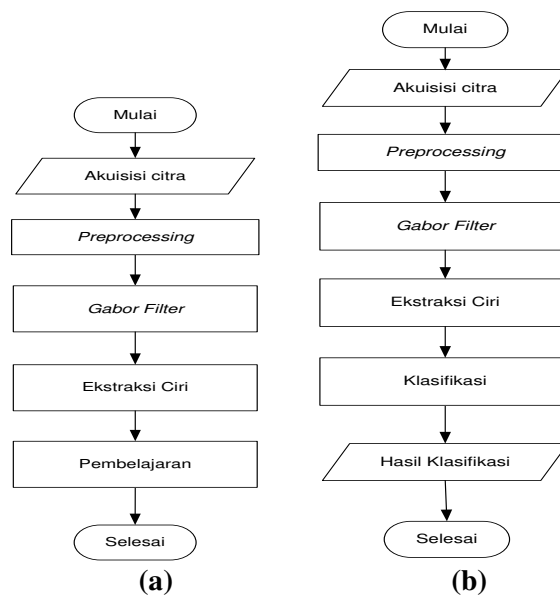 Mulai
Akuisisi citra
Preprocessing
Gabor Filter
Ekstraksi Ciri
Pembelajaran
Selesai
(a)
Mulai
Akuisisi citra
Preprocessing
Gabor Filter
Ekstraksi Ciri
Klasifikasi
Hasil Klasifikasi
Selesai
(b)